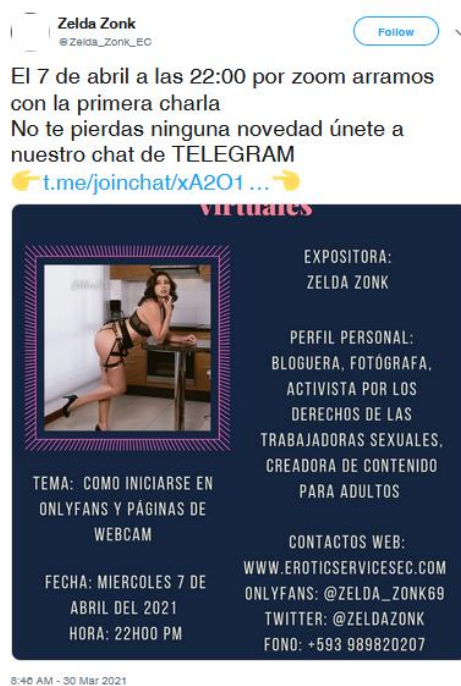 Zelda Zonk
@Zelda_Zonk_EC
Follow
El 7 de abril a las 22:00 por zoom arramos
con la primera charla
No te pierdas ninguna novedad únete a
nuestro chat de TELEGRAM
👉t.me/joinchat/xA2O1…👈
virtuales
EXPOSITORA:
ZELDA ZONK
PERFIL PERSONAL:
BLOGUERA, FOTÓGRAFA,
ACTIVISTA POR LOS
DERECHOS DE LAS
TRABAJADORAS SEXUALES,
CREADORA DE CONTENIDO
PARA ADULTOS
TEMA: COMO INICIARSE EN
ONLYFANS Y PÁGINAS DE
WEBCAM
FECHA: MIERCOLES 7 DE
ABRIL DEL 2021
HORA: 22H00 PM
CONTACTOS WEB:
WWW.EROTICSERVICESEC.COM
ONLYFANS: @ZELDA_ZONK69
TWITTER: @ZELDAZONK
FONO: +593 989820207
8:46 AM - 30 Mar 2021